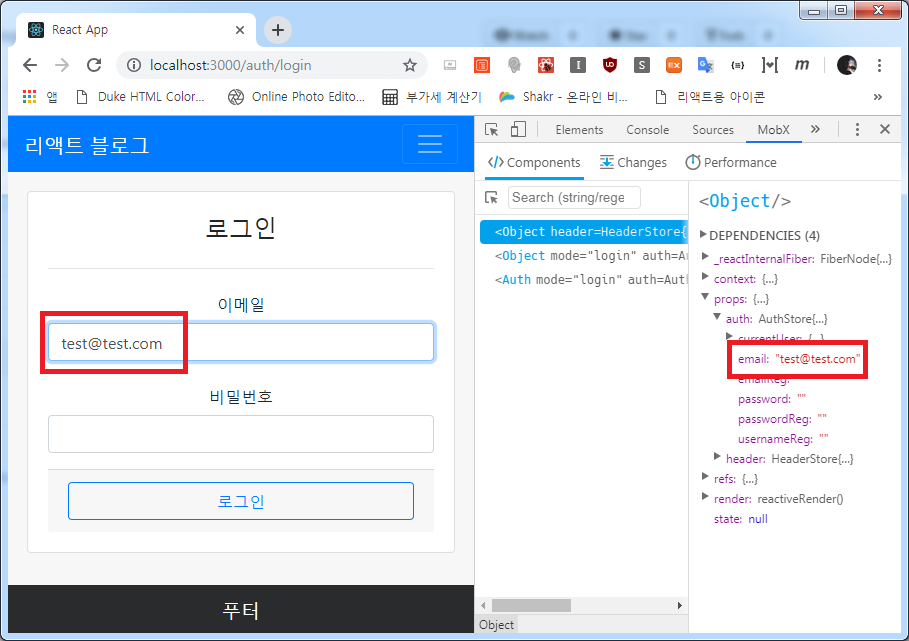 React App
localhost:3000/auth/login
앱 Duke HTML Color... Online Photo Edito... 부가세 계산기 Shakr - 온라인 비... 리액트용 아이콘 »
리액트 블로그
로그인
이메일
test@test.com
비밀번호
로그인
푸터
Elements Console Sources MobX »
Components Changes Performance
Search (string/rege
<Object header=HeaderStore{
<Object mode="login" auth=Au
<Auth mode="login" auth=Aut
Object
<Object/>
DEPENDENCIES (4)
_reactInternalFiber: FiberNode{...}
context: {...}
props: {...}
auth: AuthStore{...}
currentUser: {...}
email: "test@test.com"
emailReg:
password: ""
passwordReg: ""
usernameReg: ""
header: HeaderStore{...}
refs: {...}
render: reactiveRender()
state: null